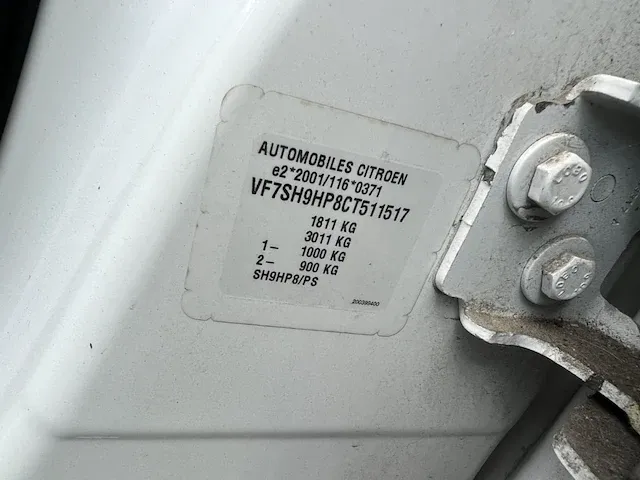 AUTOMOBILES CITROEN
e2*2001/116*0371
VF7SH9HP8CT511517
1811 KG
3011 KG
1- 1000 KG
2- 900 KG
SH9HP8/PS